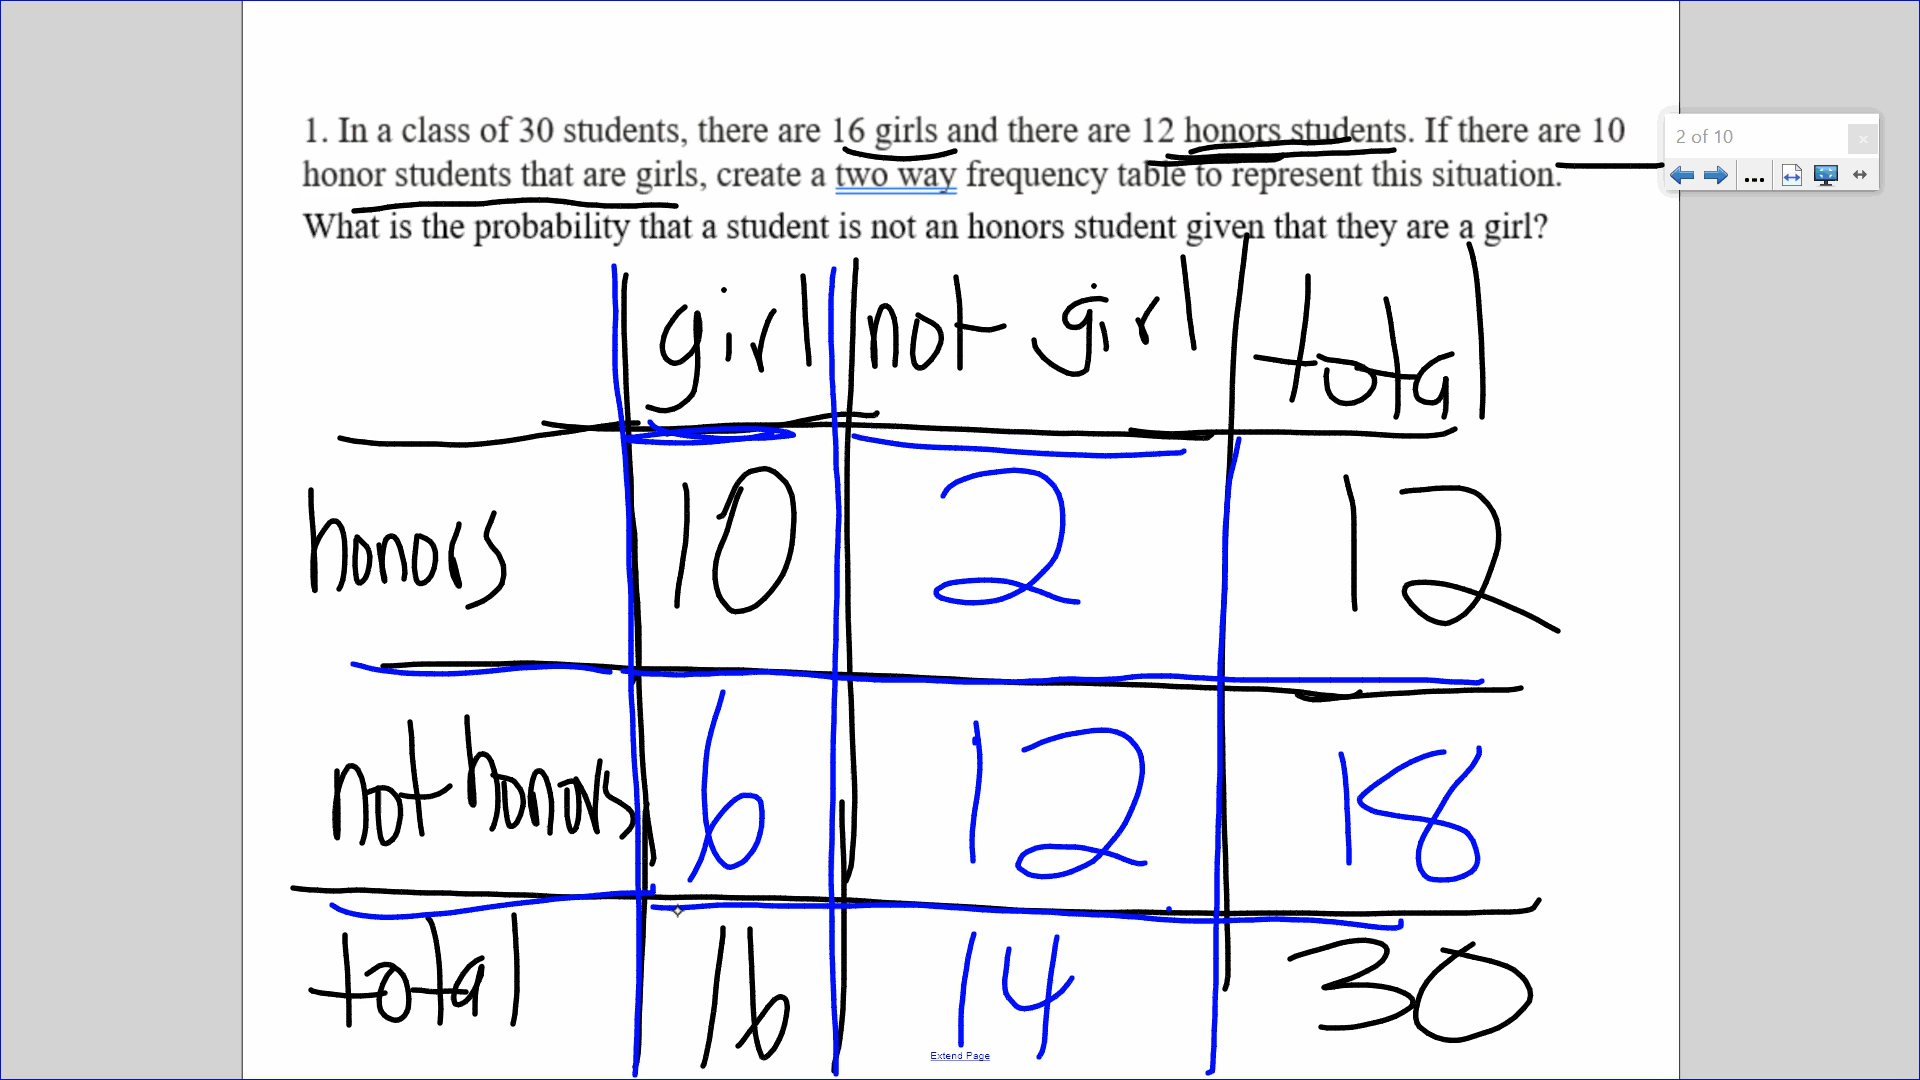 1. In a class of 30 students, there are 16 girls and there are 12 honors students. If there are 10
honor students that are girls, create a two way frequency table to represent this situation.
What is the probability that a student is not an honors student given that they are a girl?
2 of 10
girl not girl total
honors 10 2 12
not honors 6 12 18
total 16 14 30
Extend Page